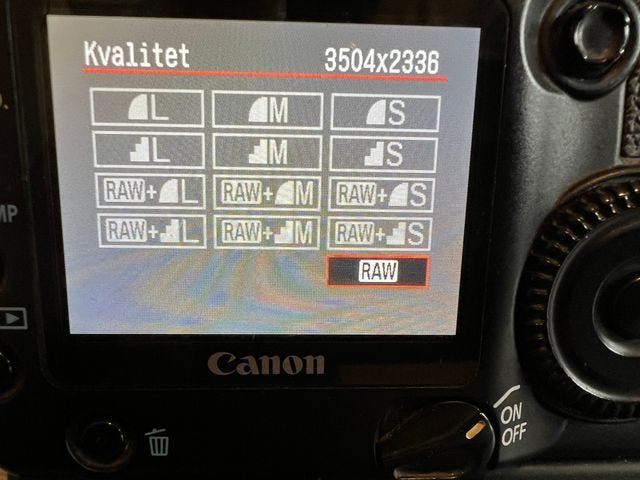 Kvalitet 3504x2336
L M S
L M S
RAW+L RAW+M RAW+S
RAW+L RAW+M RAW+S
RAW
Canon
ON
OFF